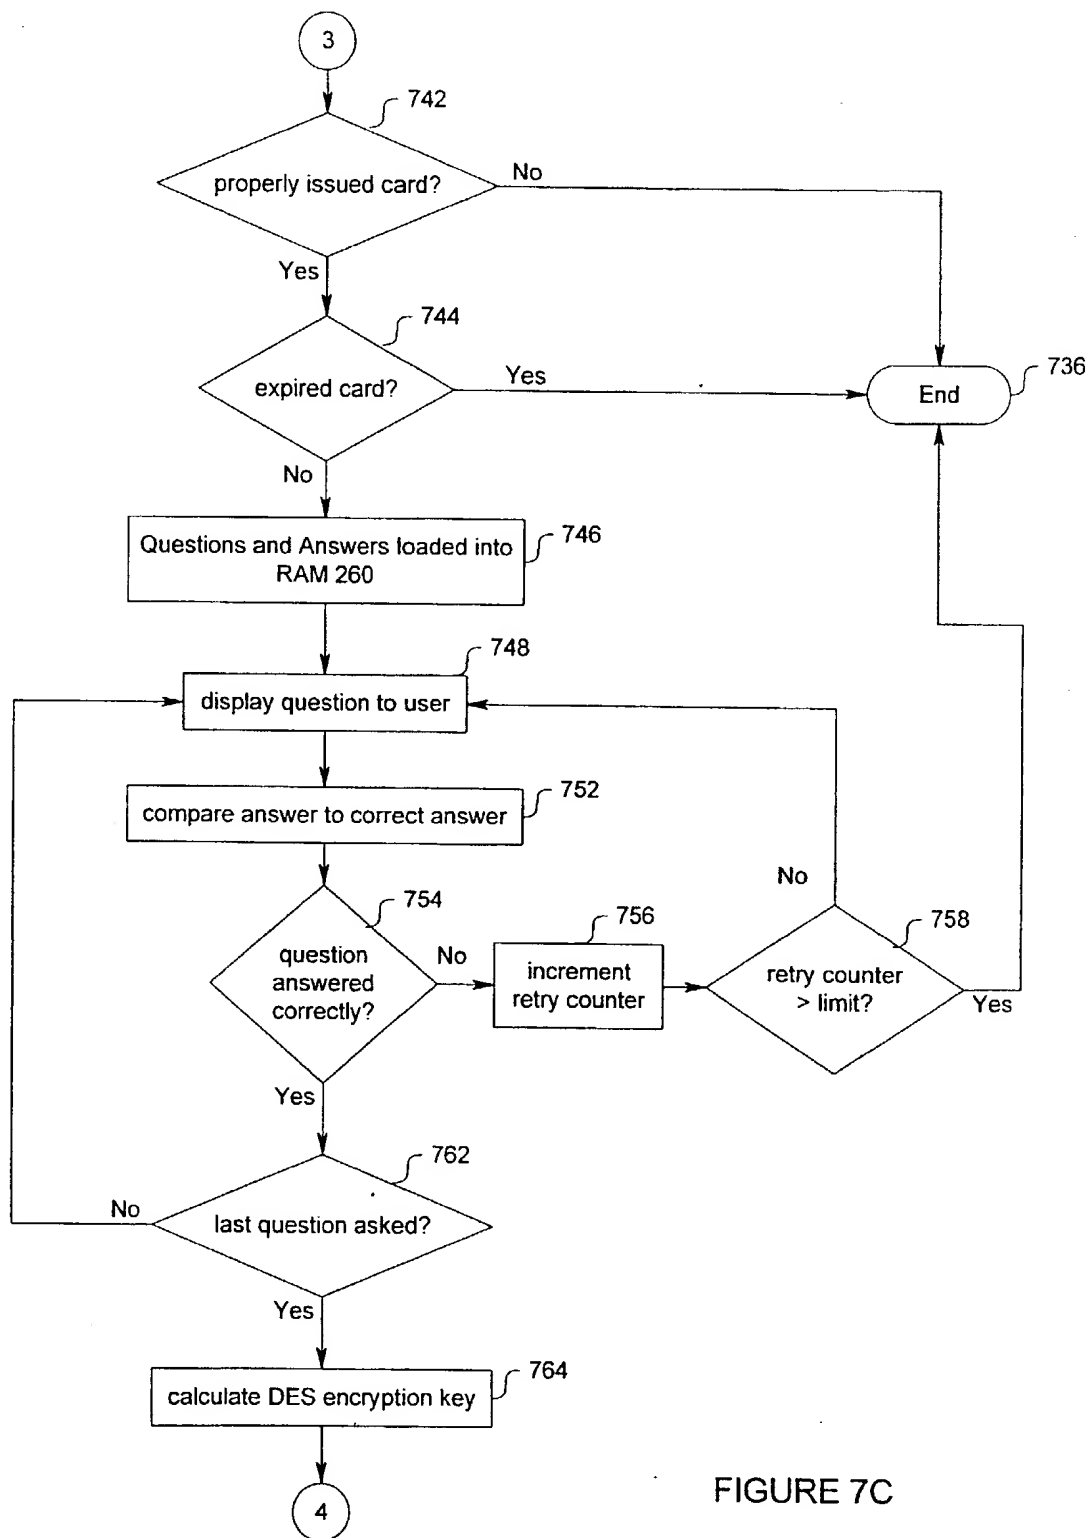 3
742
properly issued card?
No
Yes
744
expired card?
Yes
736
End
No
Questions and Answers loaded into
RAM 260
746
748
display question to user
752
compare answer to correct answer
No
754
question
answered
correctly?
No
756
increment
retry counter
758
retry counter
> limit?
Yes
Yes
762
No
last question asked?
Yes
764
calculate DES encryption key
4
FIGURE 7C